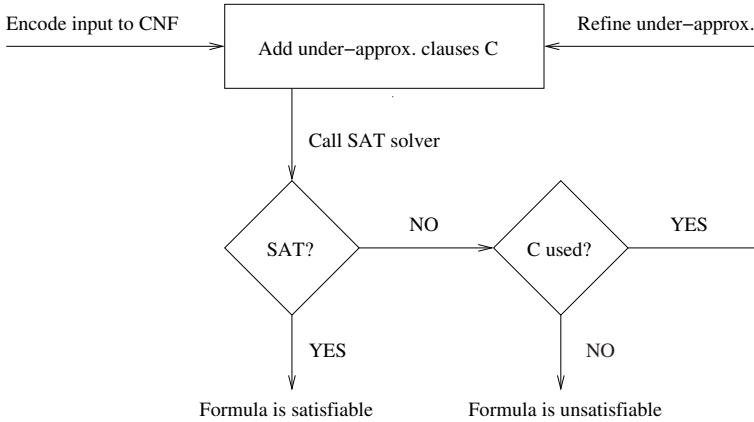 Encode input to CNF
Add under−approx. clauses C
Refine under−approx.
Call SAT solver
SAT?
NO
C used?
YES
YES
NO
Formula is satisfiable
Formula is unsatisfiable